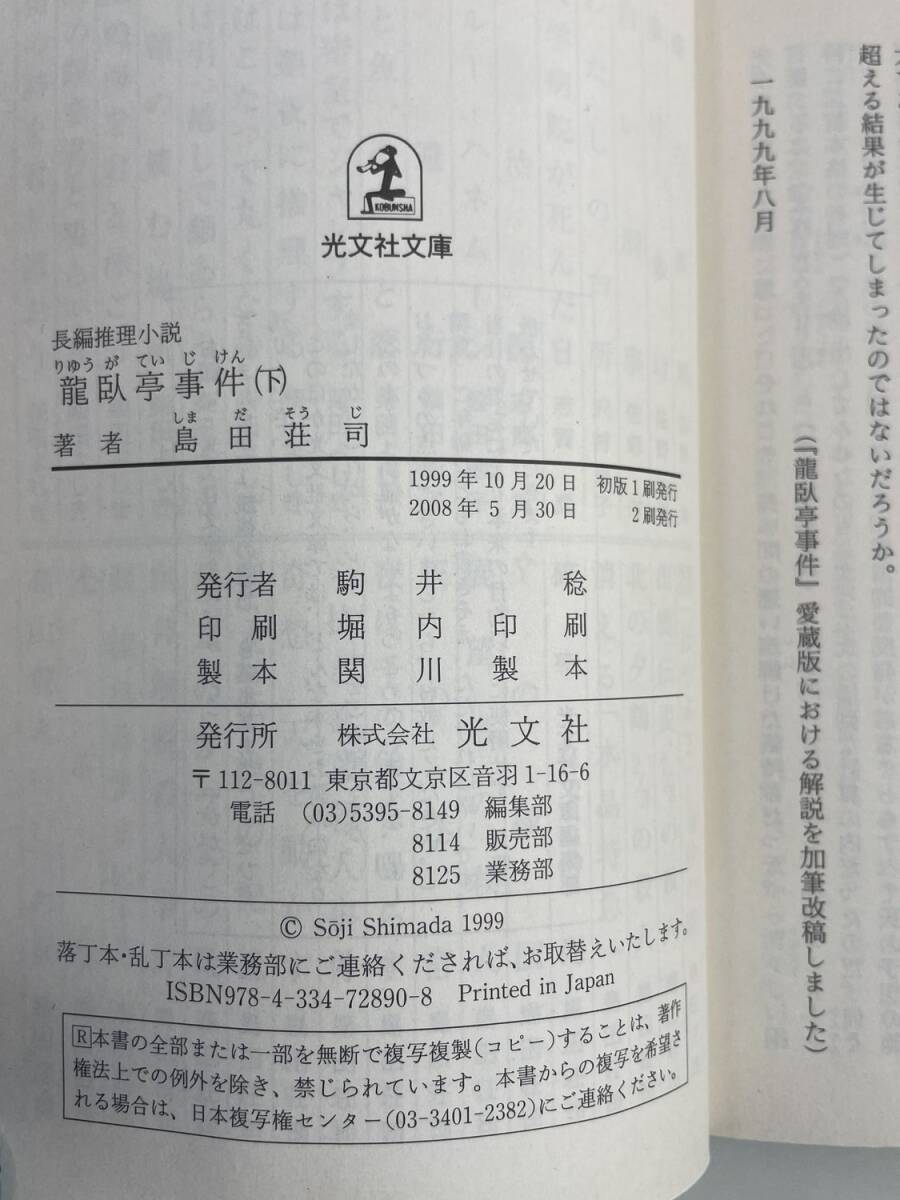 超える結果が生じてしまったのではないだろうか。
一九九九年八月
(『龍臥亭事件』愛蔵版における解説を加筆改稿しました)
KOBUNSHA
光文社文庫
長編推理小説
りゆう が てい じ けん
龍臥亭事件(下)
しま だ そう じ
著者 島田荘司
1999年10月20日 初版1刷発行
2008年5月30日 2刷発行
発行者 駒井 稔
印刷 堀内印刷
製本 関川製本
発行所 株式会社 光文社
〒112-8011 東京都文京区音羽1-16-6
電話 (03)5395-8149 編集部
8114 販売部
8125 業務部
© Sōji Shimada 1999
落丁本・乱丁本は業務部にご連絡くだされば、お取替えいたします。
ISBN978-4-334-72890-8 Printed in Japan
R本書の全部または一部を無断で複写複製(コピー)することは、著作
権法上での例外を除き、禁じられています。本書からの複写を希望さ
れる場合は、日本複写権センター(03-3401-2382)にご連絡ください。